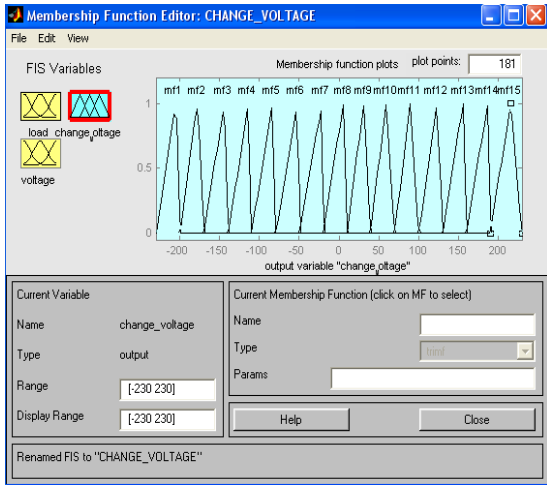 Membership Function Editor: CHANGE_VOLTAGE
File Edit View
FIS Variables
Membership function plots plot points: 181
mf1 mf2 mf3 mf4 mf5 mf6 mf7 mf8 mf9 mf10 mf11 mf12 mf13 mf14 mf15
load change_voltage
voltage
1
0.5
0
-200 -150 -100 -50 0 50 100 150 200
output variable "change_voltage"
Current Variable
Name change_voltage
Type output
Range [-230 230]
Display Range [-230 230]
Current Membership Function (click on MF to select)
Name
Type trimf
Params
Help Close
Renamed FIS to "CHANGE_VOLTAGE"